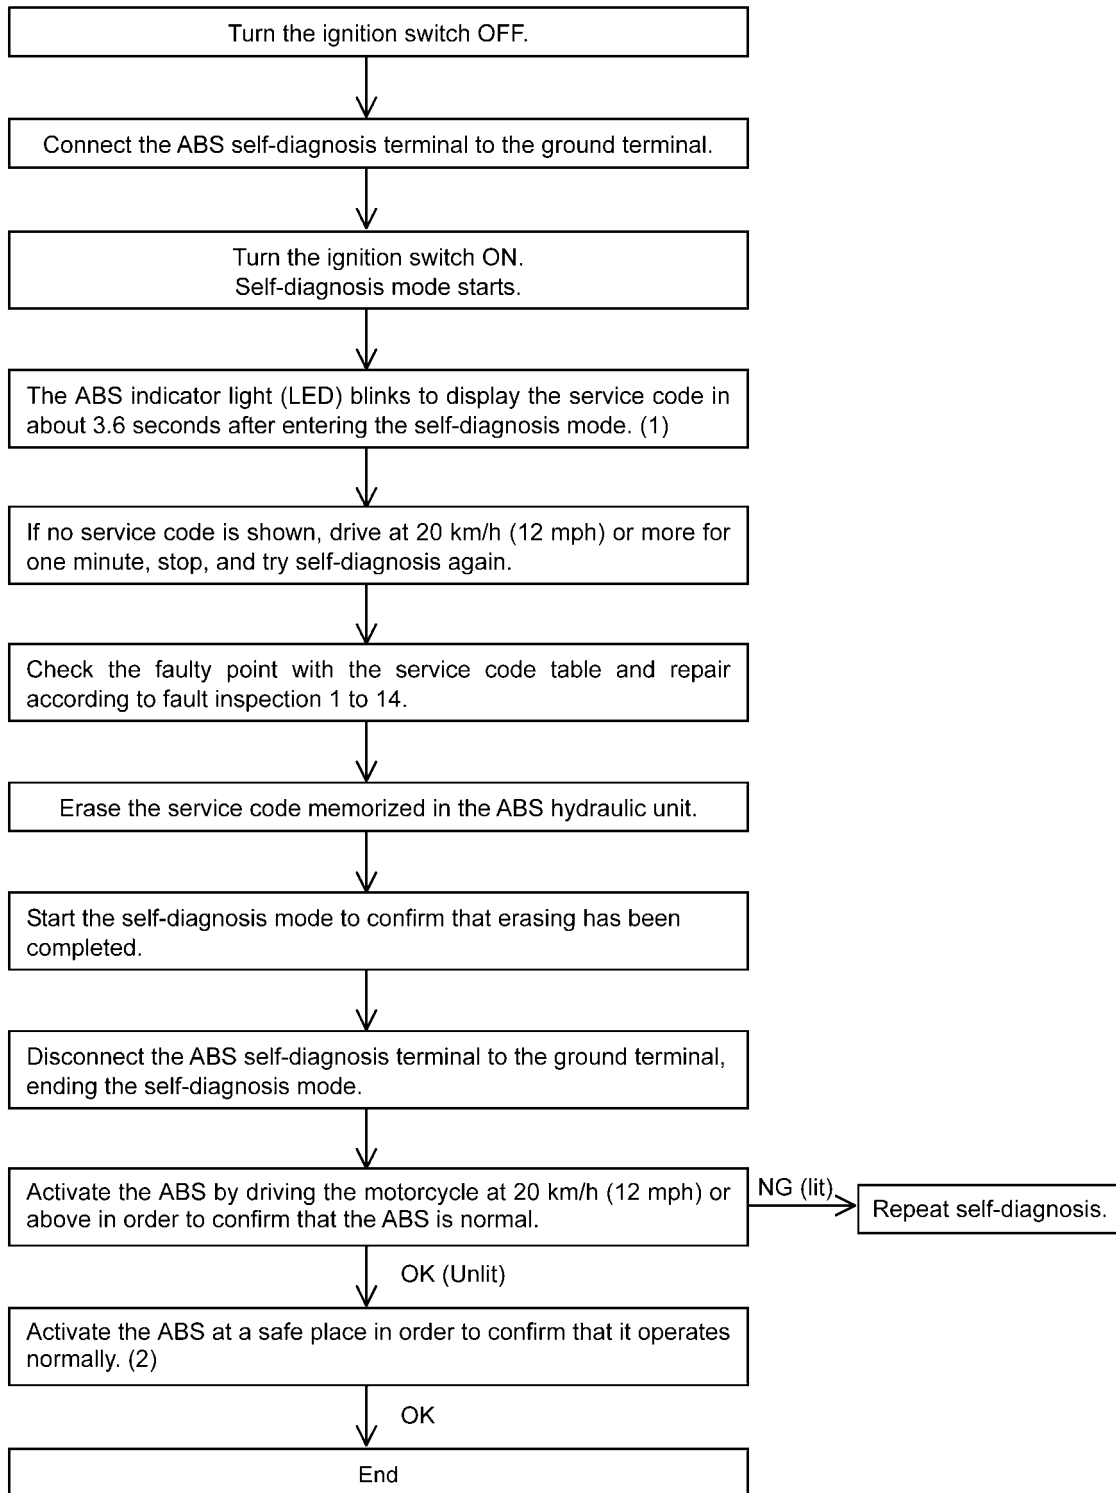 Turn the ignition switch OFF.
Connect the ABS self-diagnosis terminal to the ground terminal.
Turn the ignition switch ON.
Self-diagnosis mode starts.
The ABS indicator light (LED) blinks to display the service code in
about 3.6 seconds after entering the self-diagnosis mode. (1)
If no service code is shown, drive at 20 km/h (12 mph) or more for
one minute, stop, and try self-diagnosis again.
Check the faulty point with the service code table and repair
according to fault inspection 1 to 14.
Erase the service code memorized in the ABS hydraulic unit.
Start the self-diagnosis mode to confirm that erasing has been
completed.
Disconnect the ABS self-diagnosis terminal to the ground terminal,
ending the self-diagnosis mode.
Activate the ABS by driving the motorcycle at 20 km/h (12 mph) or
above in order to confirm that the ABS is normal.
NG (lit)
Repeat self-diagnosis.
OK (Unlit)
Activate the ABS at a safe place in order to confirm that it operates
normally. (2)
OK
End